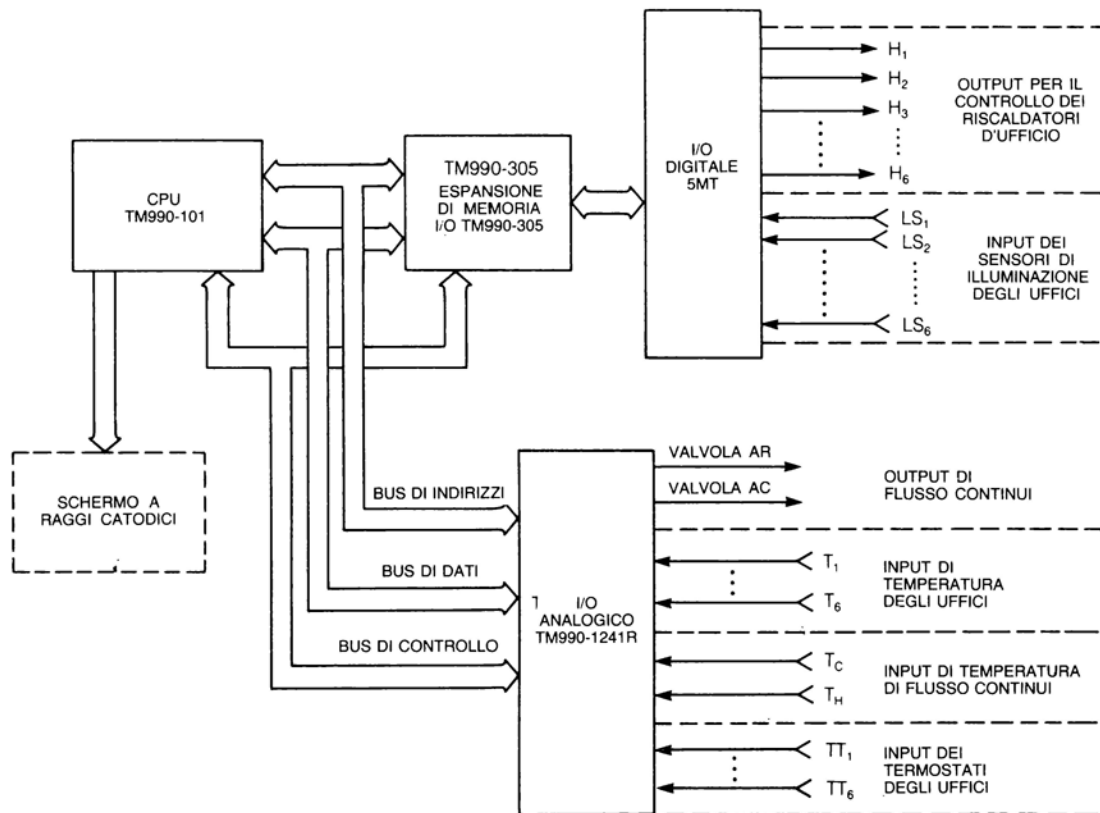 CPU
TM990-101
TM990-305
ESPANSIONE
DI MEMORIA
I/O TM990-305
I/O
DIGITALE
5MT
H₁
H₂
H₃
H₆
OUTPUT PER IL
CONTROLLO DEI
RISCALDATORI
D'UFFICIO
LS₁
LS₂
LS₆
INPUT DEI
SENSORI DI
ILLUMINAZIONE
DEGLI UFFICI
SCHERMO A
RAGGI CATODICI
BUS DI INDIRIZZI
BUS DI DATI
BUS DI CONTROLLO
I/O
ANALOGICO
TM990-1241R
VALVOLA AR
VALVOLA AC
OUTPUT DI
FLUSSO CONTINUI
T₁
T₆
INPUT DI
TEMPERATURA
DEGLI UFFICI
T_C
T_H
INPUT DI TEMPERATURA
DI FLUSSO CONTINUI
TT₁
TT₆
INPUT DEI
TERMOSTATI
DEGLI UFFICI